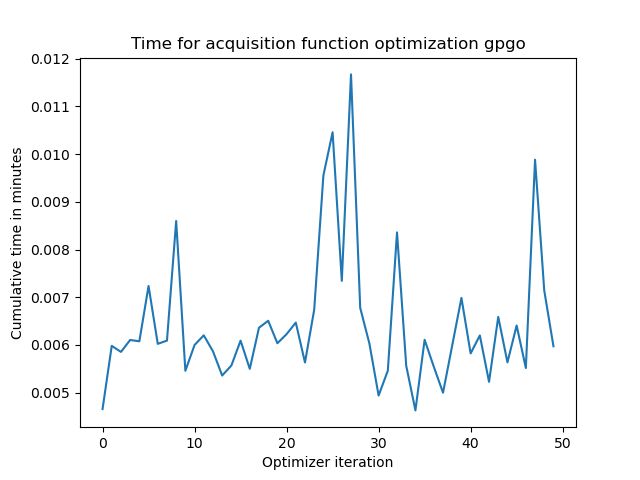 Time for acquisition function optimization gpgo
0.012
0.011
0.010
0.009
0.008
0.007
0.006
0.005
Cumulative time in minutes
0 10 20 30 40 50
Optimizer iteration